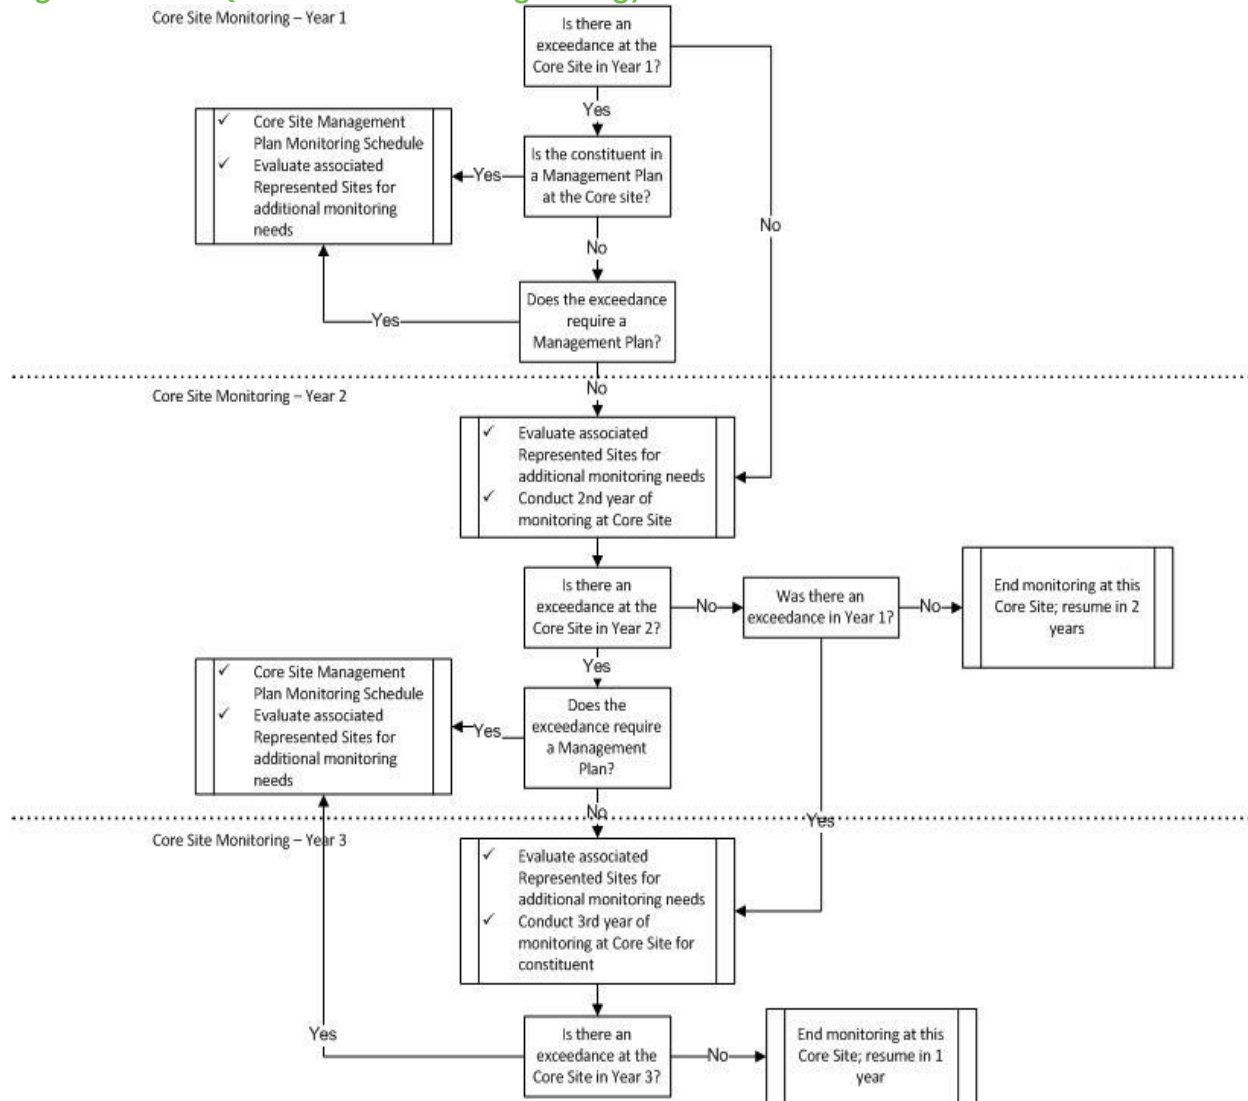 Core Site Monitoring – Year 1
Is there an
exceedance at the
Core Site in Year 1?
Yes
No
✓ Core Site Management
Plan Monitoring Schedule
✓ Evaluate associated
Represented Sites for
additional monitoring
needs
Yes
Is the constituent in
a Management Plan
at the Core site?
No
Yes
Does the exceedance
require a
Management Plan?
No
Core Site Monitoring – Year 2
✓ Evaluate associated
Represented Sites for
additional monitoring needs
✓ Conduct 2nd year of
monitoring at Core Site
Is there an
exceedance at the
Core Site in Year 2?
No
Was there an
exceedance in Year 1?
No
End monitoring at this
Core Site; resume in 2
years
Yes
✓ Core Site Management
Plan Monitoring Schedule
✓ Evaluate associated
Represented Sites for
additional monitoring
needs
Yes
Does the
exceedance require
a Management
Plan?
No
Yes
Core Site Monitoring – Year 3
✓ Evaluate associated
Represented Sites for
additional monitoring needs
✓ Conduct 3rd year of
monitoring at Core Site for
constituent
Yes
Is there an
exceedance at the
Core Site in Year 3?
No
End monitoring at this
Core Site; resume in 1
year